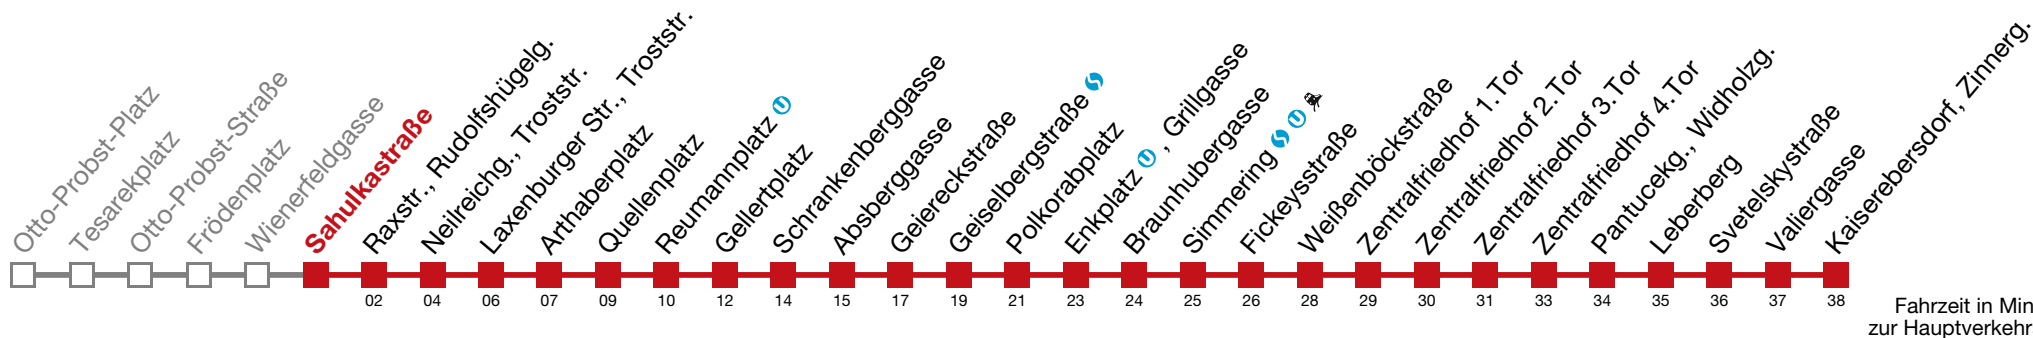 Otto-Probst-Platz
Tesarekplatz
Otto-Probst-Straße
Frödenplatz
Wienerfeldgasse
Sahulkastraße
Raxstr., Rudolfshügelg.
Neilreichg., Troststr.
Laxenburger Str., Troststr.
Arthaberplatz
Quellenplatz
Reumannplatz U
Gellertplatz
Schrankenberggasse
Absberggasse
Geiereckstraße
Geiselbergstraße S
Polkorabplatz
Enkplatz U, Grillgasse
Braunhubergasse
Simmering S U
Fickeysstraße
Weißenböckstraße
Zentralfriedhof 1.Tor
Zentralfriedhof 2.Tor
Zentralfriedhof 3.Tor
Zentralfriedhof 4.Tor
Pantucekg., Widholzg.
Leberberg
Svetelskystraße
Valiergasse
Kaiserebersdorf, Zinnerg.
02 04 06 07 09 10 12 14 15 17 19 21 23 24 25 26 28 29 30 31 33 34 35 36 37 38
Fahrzeit in Min
zur Hauptverkehr